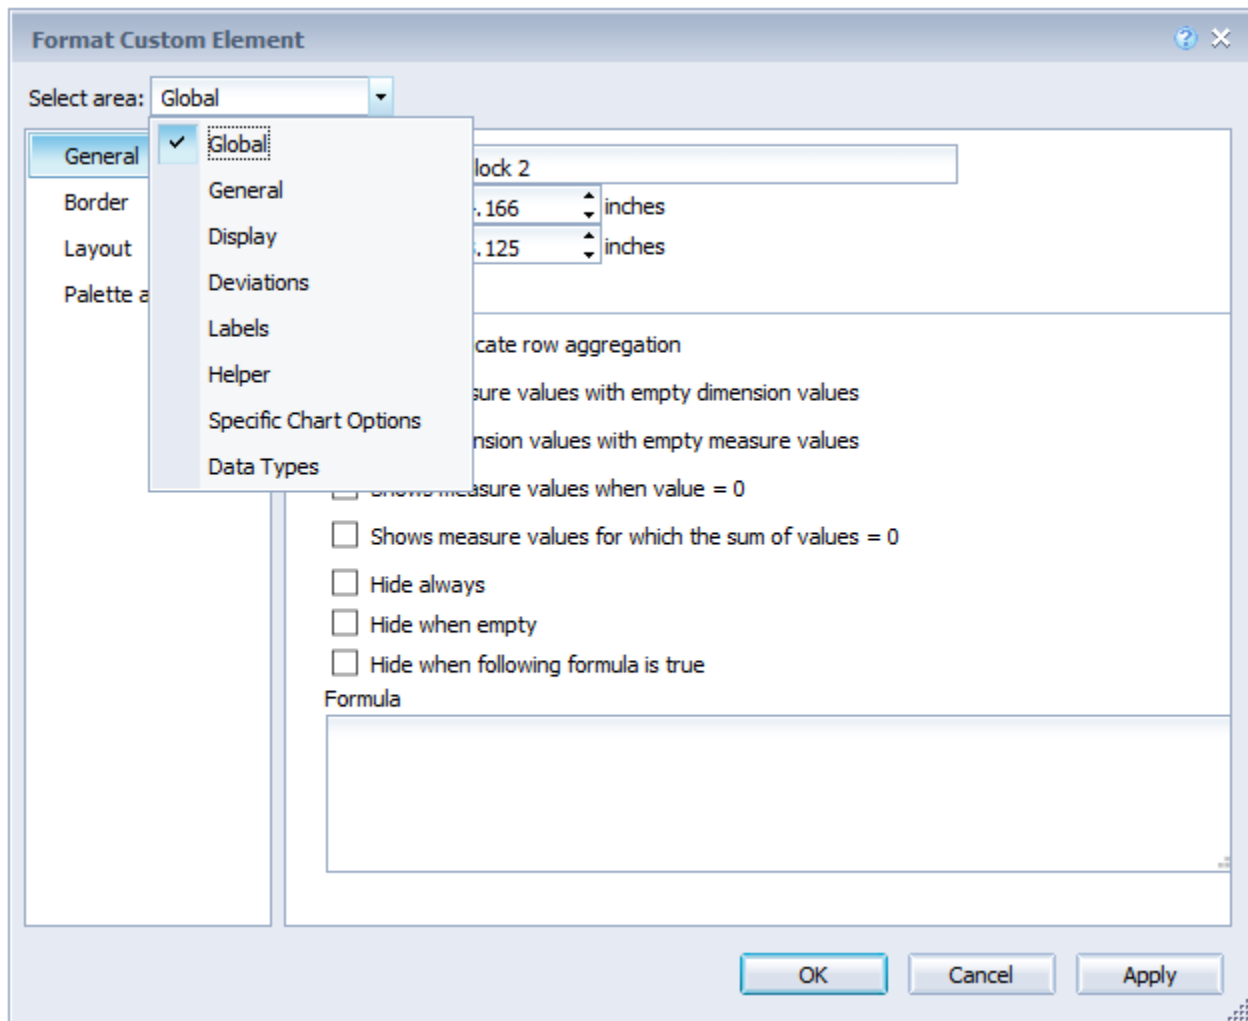 Format Custom Element
Select area: Global
General
Border
Layout
Palette a
Global
General
Display
Deviations
Labels
Helper
Specific Chart Options
Data Types
lock 2
.166 inches
.125 inches
cate row aggregation
sure values with empty dimension values
nsion values with empty measure values
Shows measure values when value = 0
Shows measure values for which the sum of values = 0
Hide always
Hide when empty
Hide when following formula is true
Formula
OK Cancel Apply